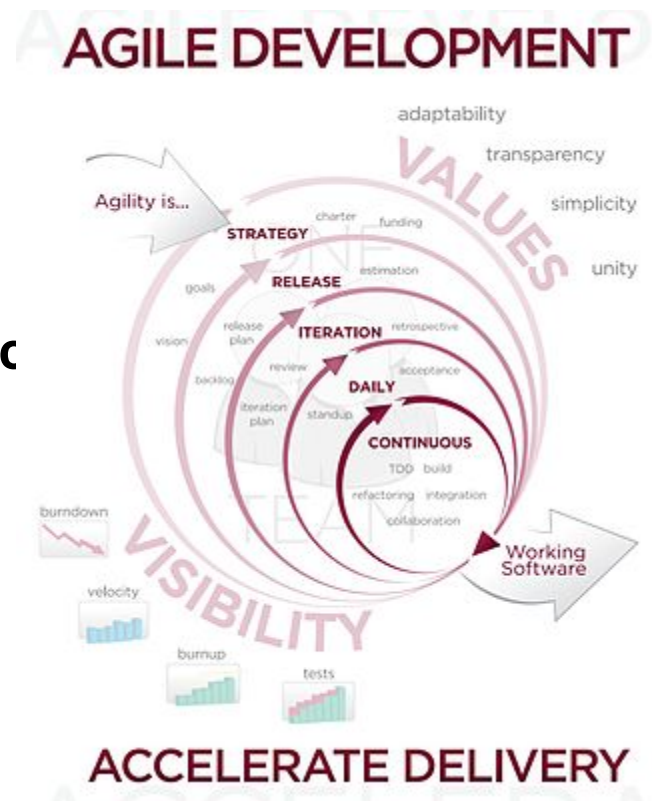 AGILE DEVELOPMENT
adaptability
VALUES
transparency
Agility is...
simplicity
charter
funding
STRATEGY
ONE
unity
estimation
RELEASE
goals
release
plan
ITERATION
retrospective
vision
review
acceptance
backlog
DAILY
iteration
plan
standup
CONTINUOUS
TDD build
refactoring integration
TEAM
collaboration
burndown
VISIBILITY
Working
Software
velocity
burnup
tests
ACCELERATE DELIVERY